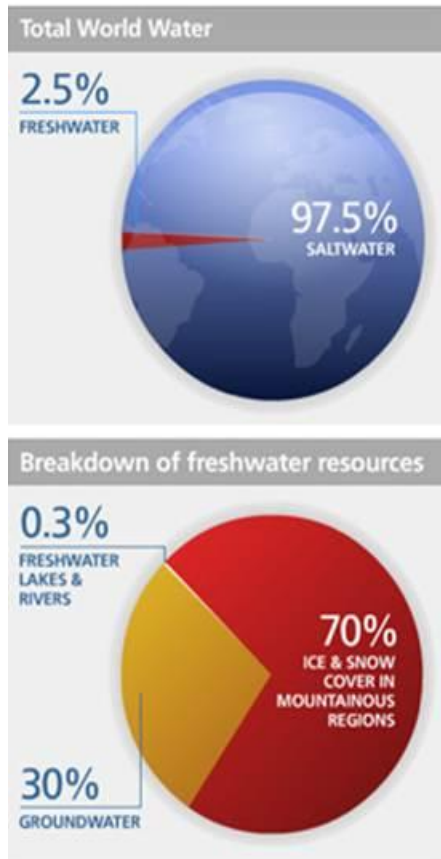 Total World Water
2.5%
FRESHWATER
97.5%
SALTWATER
Breakdown of freshwater resources
0.3%
FRESHWATER
LAKES &
RIVERS
70%
ICE & SNOW
COVER IN
MOUNTAINOUS
REGIONS
30%
GROUNDWATER